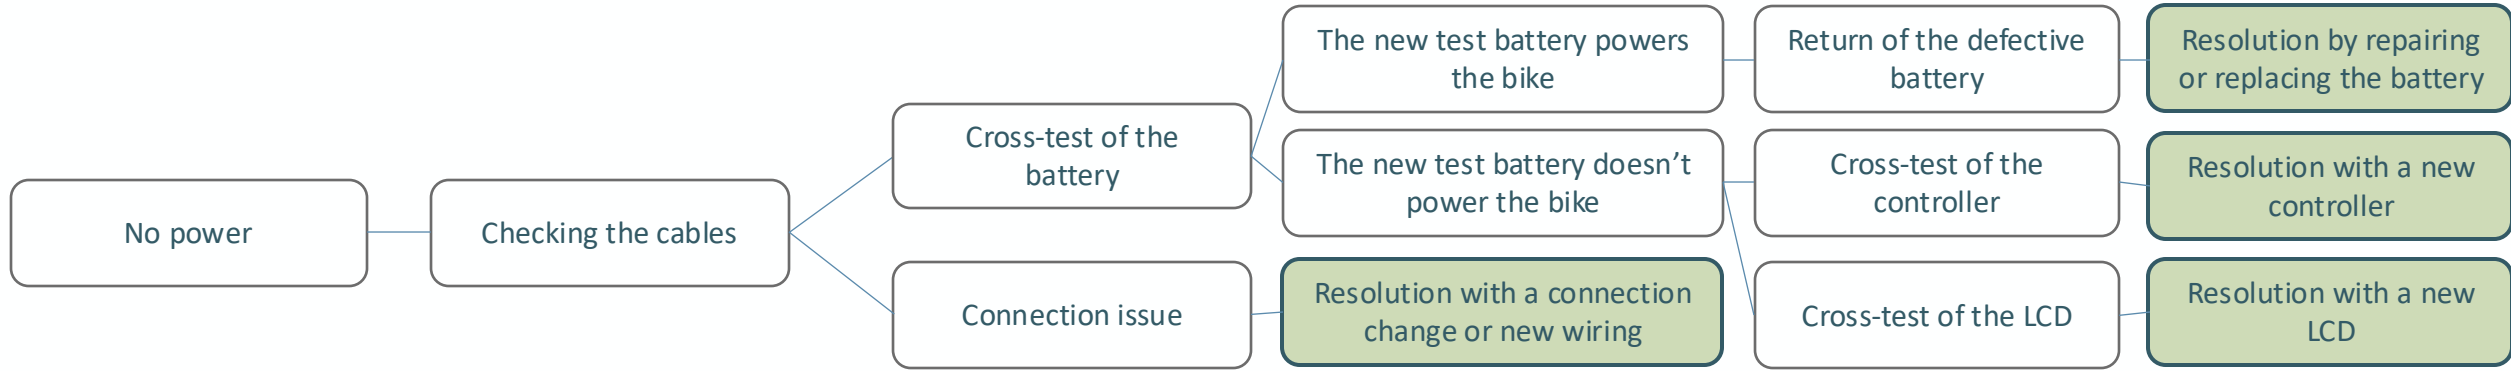 No power
Checking the cables
Cross-test of the
battery
Connection issue
The new test battery powers
the bike
The new test battery doesn’t
power the bike
Resolution with a connection
change or new wiring
Return of the defective
battery
Cross-test of the
controller
Cross-test of the LCD
Resolution by repairing
or replacing the battery
Resolution with a new
controller
Resolution with a new
LCD